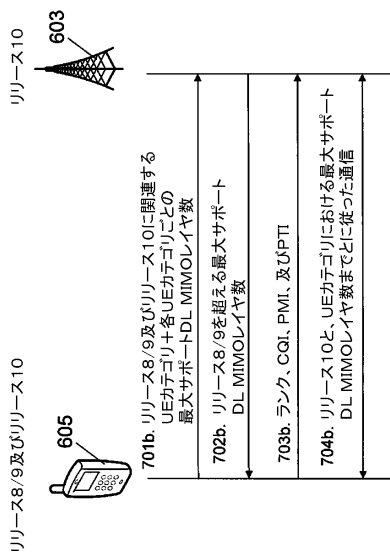 リリース8/9及びリリース10
605
リリース10
603
701b. リリース8/9及びリリース10に関連する
UEカテゴリ+各UEカテゴリごとの
最大サポートDL MIMOレイヤ数
702b. リリース8/9を超える最大サポート
DL MIMOレイヤ数
703b. ランク、CQI、PMI、及びPTI
704b. リリース10と、UEカテゴリにおける最大サポート
DL MIMOレイヤ数までとに従った通信